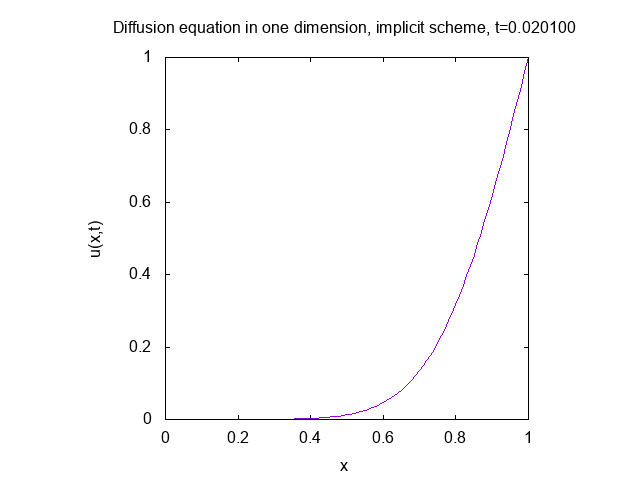 Diffusion equation in one dimension, implicit scheme, t=0.020100
1
0.8
0.6
0.4
0.2
0
u(x,t)
0 0.2 0.4 0.6 0.8 1
x